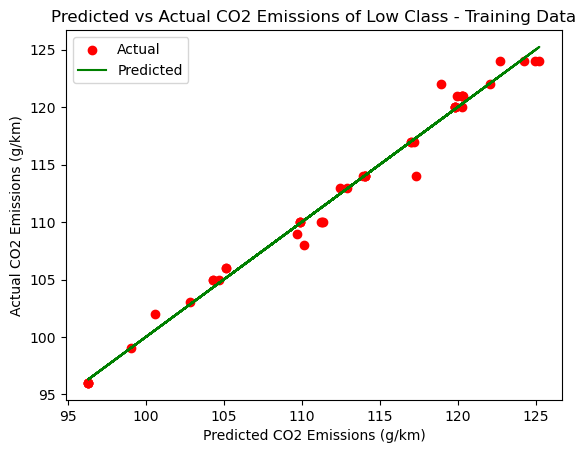 Predicted vs Actual CO2 Emissions of Low Class - Training Data
Actual
Predicted
Actual CO2 Emissions (g/km)
125
120
115
110
105
100
95
95 100 105 110 115 120 125
Predicted CO2 Emissions (g/km)